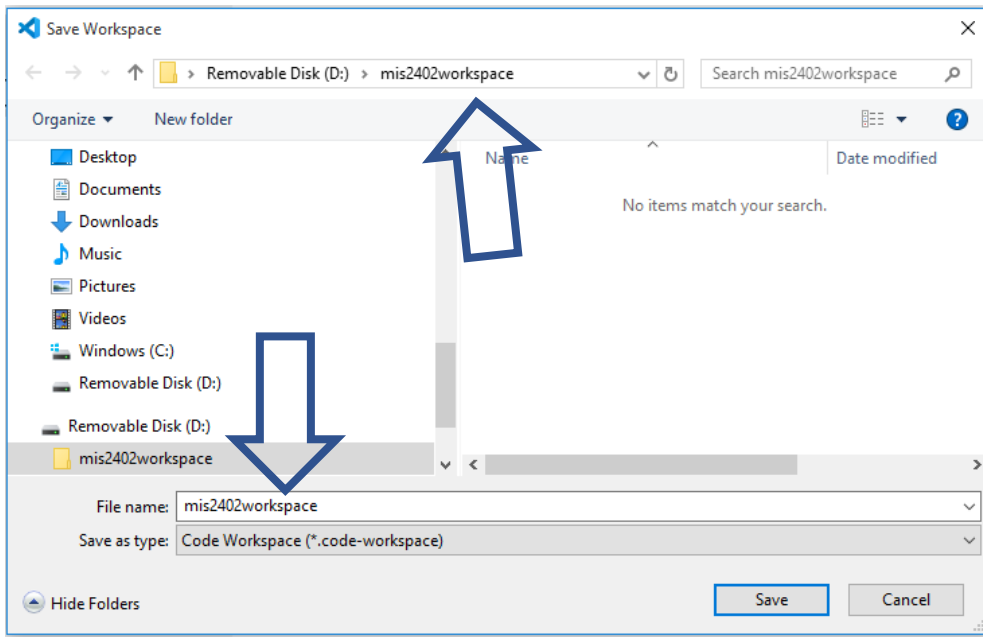 Save Workspace
Removable Disk (D:) › mis2402workspace
Search mis2402workspace
Organize
New folder
?
Desktop
Documents
Downloads
Music
Pictures
Videos
Windows (C:)
Removable Disk (D:)
Removable Disk (D:)
mis2402workspace
Name
Date modified
No items match your search.
File name: mis2402workspace
Save as type: Code Workspace (*.code-workspace)
Hide Folders
Save
Cancel